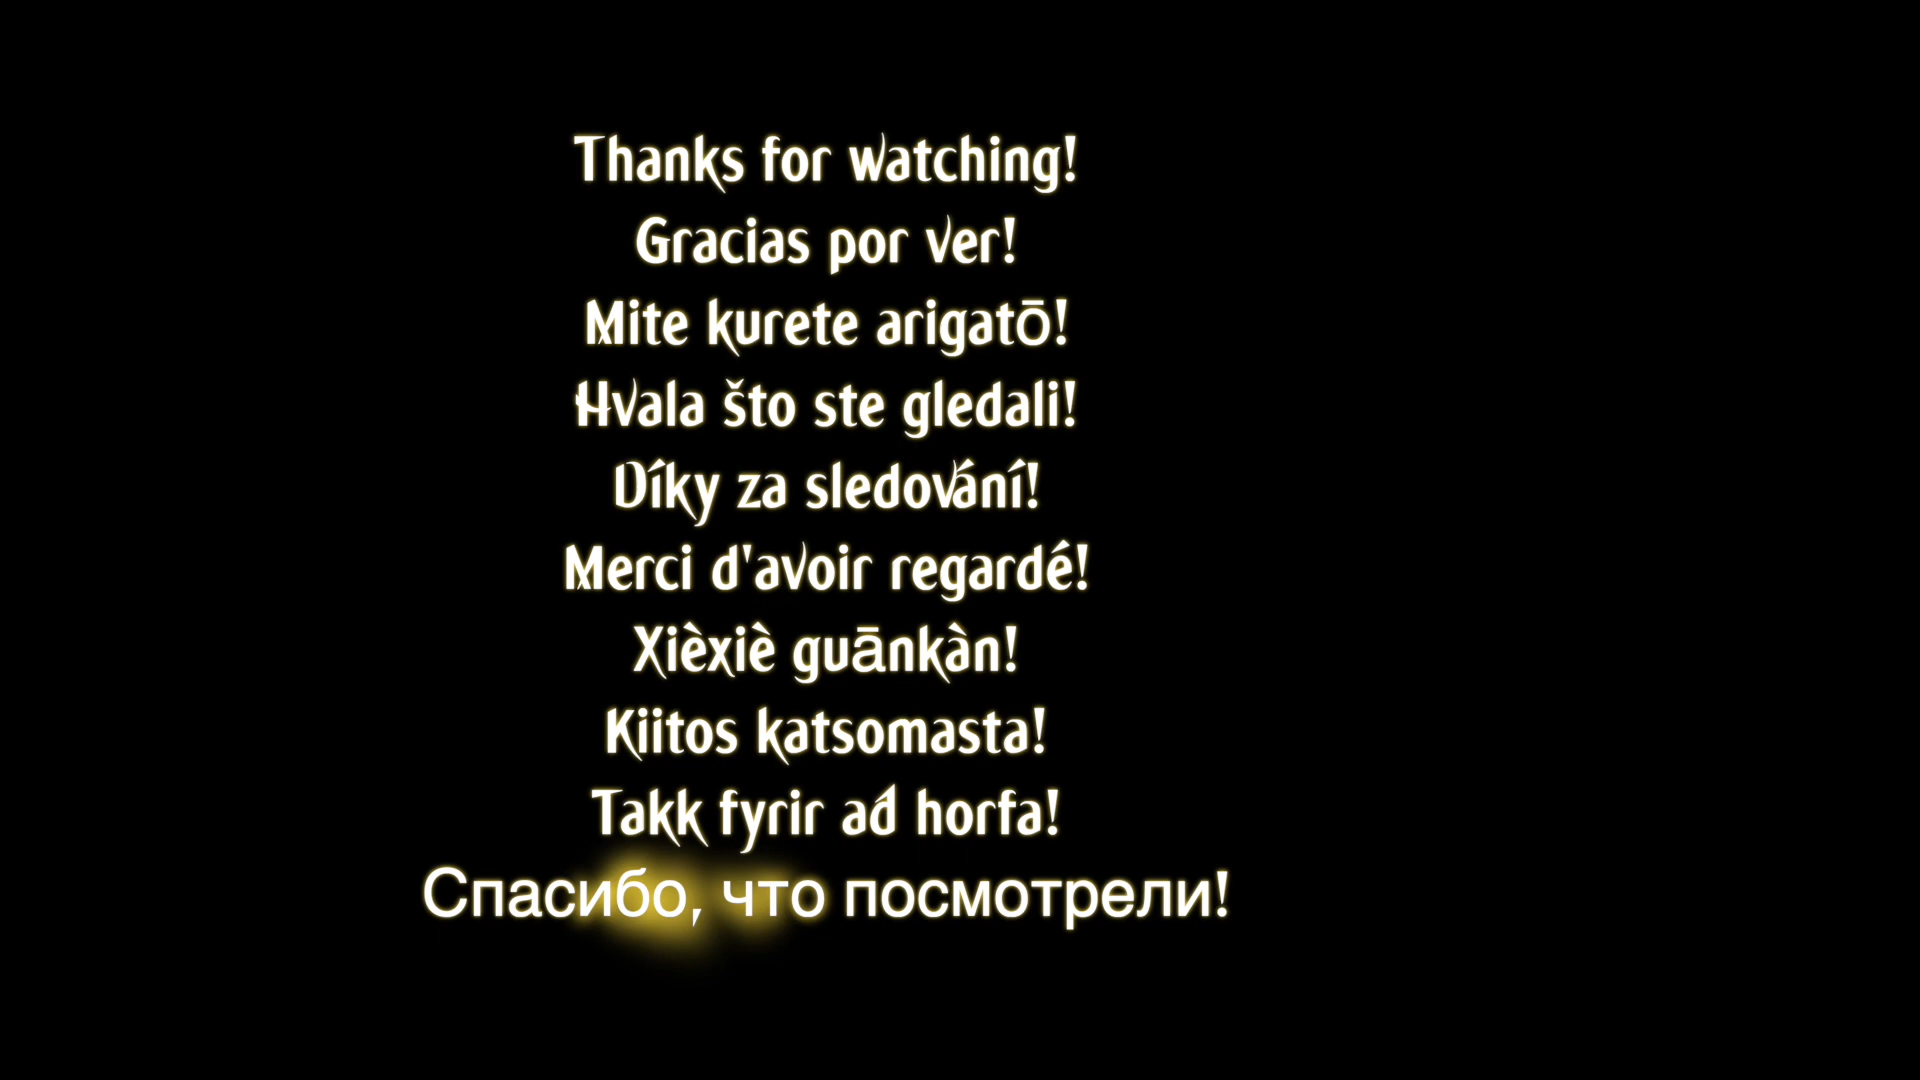 Thanks for watching!
Gracias por ver!
Mite kurete arigatō!
Hvala što ste gledali!
Díky za sledování!
Merci d'avoir regardé!
Xièxiè guānkàn!
Kiitos katsomasta!
Takk fyrir að horfa!
Спасибо, что посмотрели!